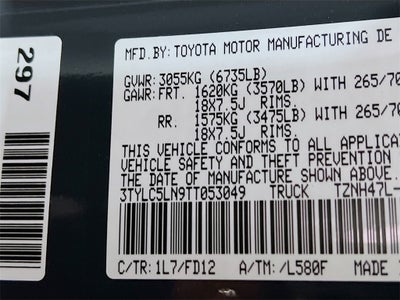 297
MFD.BY: TOYOTA MOTOR MANUFACTURING DE
GVWR: 3055KG (6735LB)
GAWR: FRT. 1620KG (3570LB) WITH 265/70
18X7.5J RIMS.
RR. 1575KG (3475LB) WITH 265/70
18X7.5J RIMS.
THIS VEHICLE CONFORMS TO ALL APPLICA
VEHICLE SAFETY AND THEFT PREVENTION
THE DATE OF MANUFACTURE SHOWN ABOVE.
3TYLC5LN9TT053049 TRUCK TZNH47L-
C/TR: 1L7/FD12 A/TM: /L580F